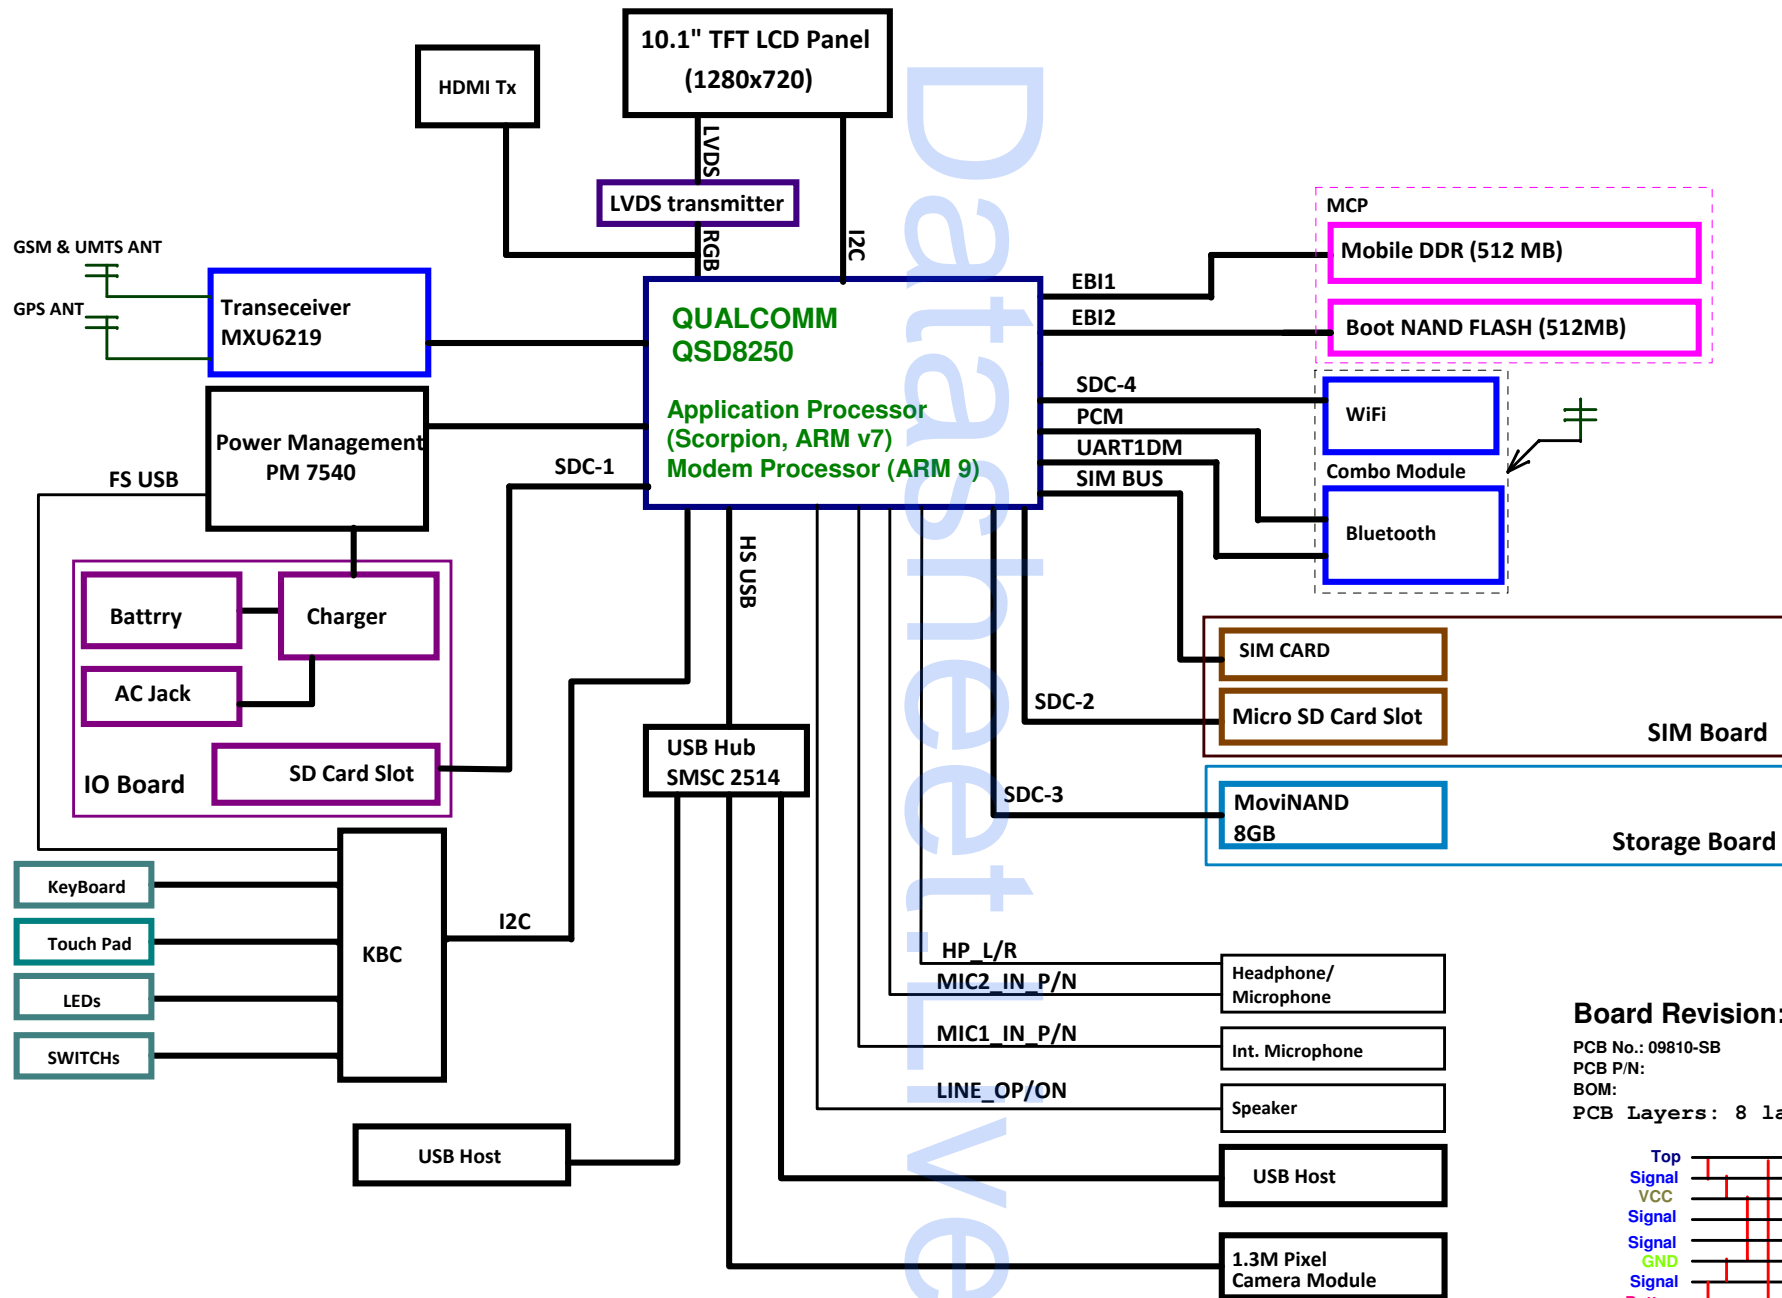 10.1" TFT LCD Panel
(1280x720)
HDMI Tx
LVDS
LVDS transmitter
RGB
I2C
GSM & UMTS ANT
GPS ANT
Transeceiver
MXU6219
QUALCOMM
QSD8250
Application Processor
(Scorpion, ARM v7)
Modem Processor (ARM 9)
EBI1
EBI2
SDC-4
PCM
UART1DM
SIM BUS
MCP
Mobile DDR (512 MB)
Boot NAND FLASH (512MB)
WiFi
Combo Module
Bluetooth
Power Management
PM 7540
FS USB
SDC-1
HS USB
Battrry
Charger
AC Jack
SD Card Slot
IO Board
SIM CARD
SDC-2
Micro SD Card Slot
SIM Board
USB Hub
SMSC 2514
SDC-3
MoviNAND
8GB
Storage Board
KeyBoard
Touch Pad
LEDs
SWITCHs
KBC
I2C
HP_L/R
MIC2_IN_P/N
Headphone/
Microphone
MIC1_IN_P/N
Int. Microphone
LINE_OP/ON
Speaker
USB Host
USB Host
1.3M Pixel
Camera Module
Board Revision:
PCB No.: 09810-SB
PCB P/N:
BOM:
PCB Layers: 8 la
Top
Signal
VCC
Signal
Signal
GND
Signal
Datasheet.Live